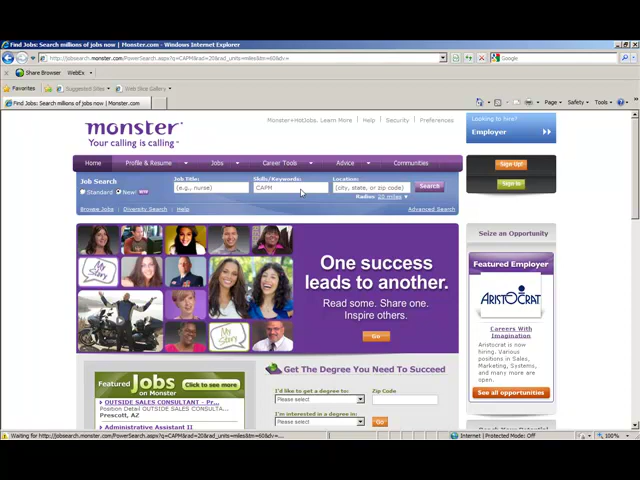 Find Jobs: Search millions of jobs now | Monster.com - Windows Internet Explorer
http://jobsearch.monster.com/PowerSearch.aspx?q=CAPM&rad=20&rad_units=miles&tm=60&dv=
Google
Share Browser WebEx
Favorites Suggested Sites Web Slice Gallery
Find Jobs: Search millions of jobs now | Monster.com
Page Safety Tools
monster
Your calling is calling
Monster+HotJobs. Learn More Help Security Preferences
Looking to hire?
Employer
Home Profile & Resume Jobs Career Tools Advice Communities
Sign Up
Sign In
Job Search
Standard New!
Job Title:
(e.g., nurse)
Skills/Keywords:
CAPM
Location:
(city, state, or zip code)
Search
Radius: 20 miles
Browse Jobs Diversity Search Help Advanced Search
My Story
My Story
One success
leads to another.
Read some. Share one.
Inspire others.
Go
Seize an Opportunity
Featured Employer
ARISTOCRAT
Careers With
Imagination
Aristocrat is now
hiring. Various
positions in Sales,
Marketing, Systems,
and many more are
open.
See all opportunities
Featured Jobs on Monster
Click to see more
OUTSIDE SALES CONSULTANT - Pr...
Position Detail OUTSIDE SALES CONSULTA...
Prescott, AZ
Administrative Assistant II
Get the Degree You Need To Succeed
I'd like to get a degree to:
Please select
Zip Code
I'm interested in a degree in:
Please select
Go
Waiting for http://jobsearch.monster.com/PowerSearch.aspx?q=CAPM&rad=20&rad_units=miles&tm=60&dv=...
Internet | Protected Mode: Off
100%